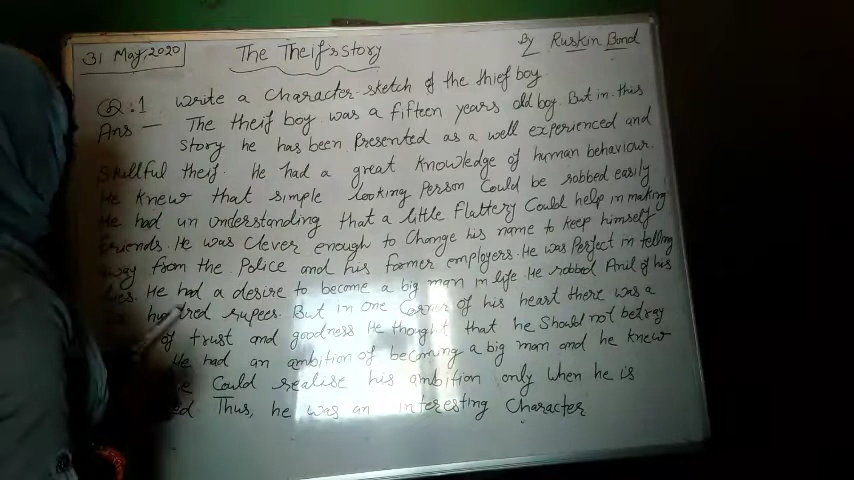 31 May, 2020 The Theif's story By Ruskin Bond
Q:1 write a character sketch of the thief boy
Ans - The theif boy was a fifteen years old boy. But in this
story he has been presented as a well experienced and
skillful theif. He had a great knowledge of human behaviour.
He knew that simple looking person could be robbed easily
He had un understanding that a little flattery could help in making
friends. He was clever enough to change his name to keep himself
away from the police and his former employers. He was perfect in telling
lies. He had a desire to become a big man in life. He robbed Anil of his
hundred rupees. But in one corner of his heart there was a
of trust and goodness He thought that he should not betray
He had an ambition of becoming a big man and he knew
could realise his ambition only when he is
Thus, he was an interesting character